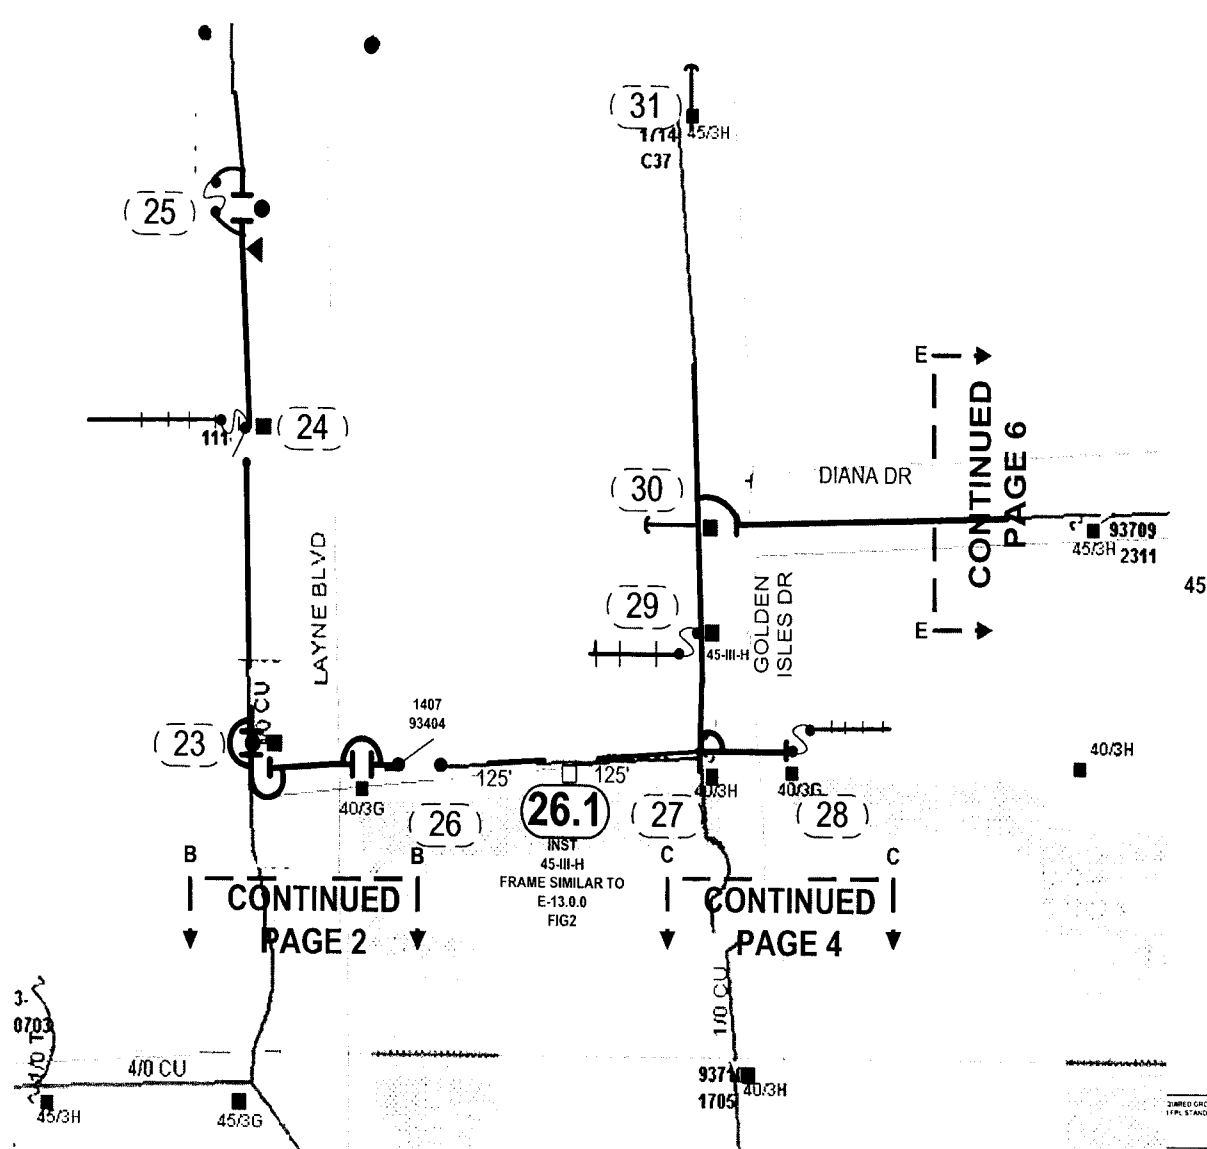 31
1/14 45/3H
C37
25
E
24
111
CONTINUED
PAGE 6
DIANA DR
30
93709
45/3H 2311
45
LAYNE BLVD
29
GOLDEN
ISLES DR
45-III-H
E
1407
93404
23
40/3H
125' 125'
40/3G
40/3H
40/3G
26
26.1
27
28
INST
45-III-H
FRAME SIMILAR TO
E-13.0.0
FIG2
B B
C C
CONTINUED
PAGE 2
CONTINUED
PAGE 4
3-
0703
1/0 T
1/0 CU
4/0 CU
45/3H
45/3G
40/3H
1705